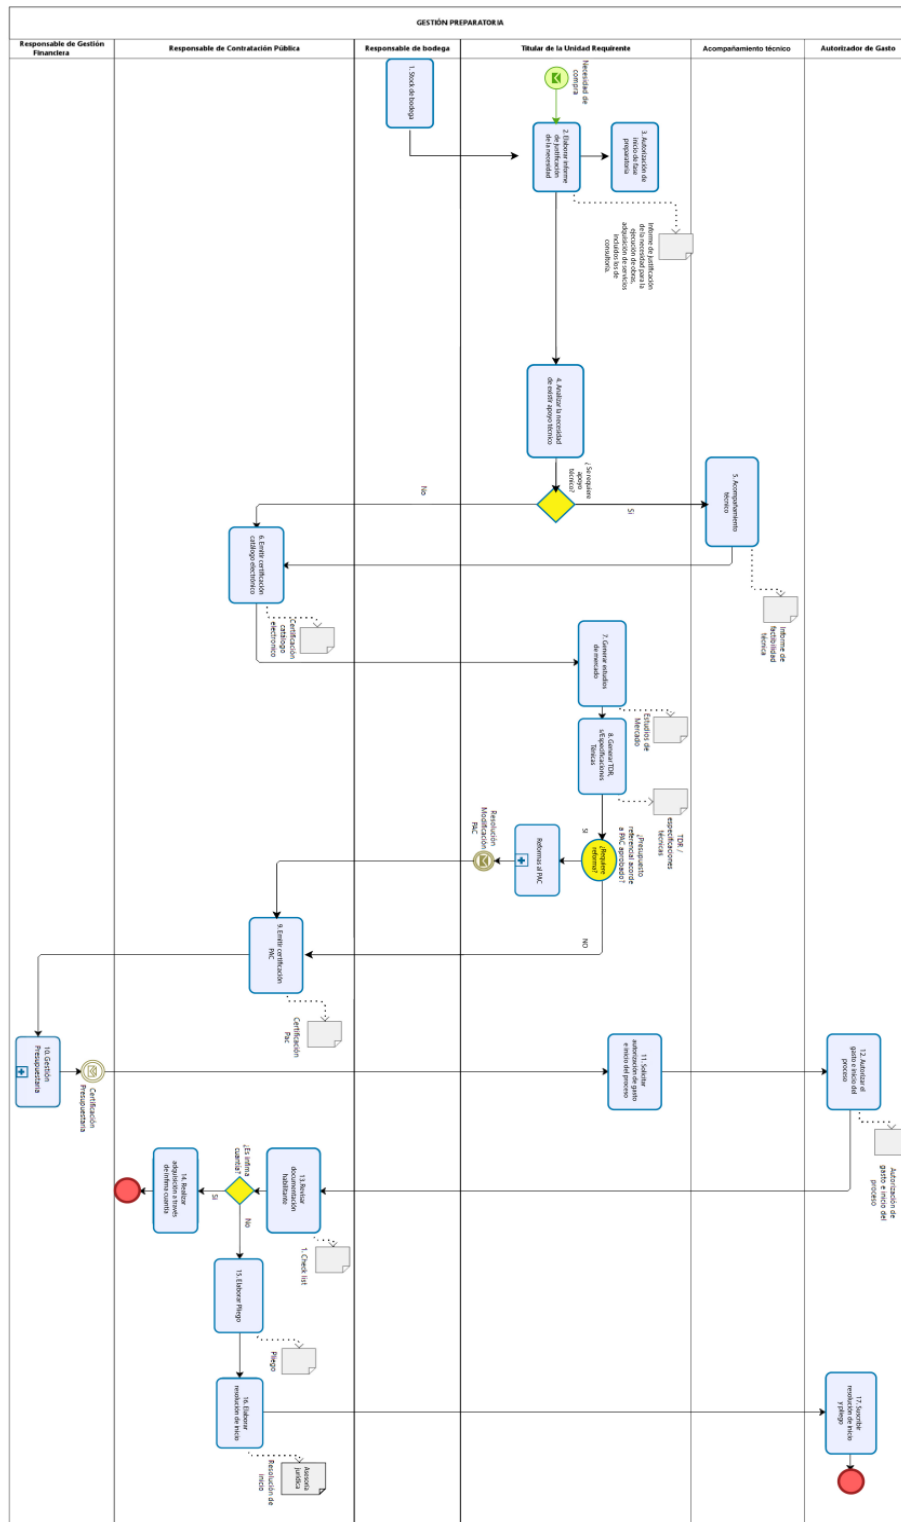 GESTIÓN PREPARATORIA
Responsable de Gestión
Financiera
Responsable de Contratación Pública
Responsable de bodega
Titular de la Unidad Requirente
Acompañamiento técnico
Autorizador de Gasto
1. Stock de bodega
Necesidad de
compra
2. Elaborar informe
de justificación
de la necesidad
3. Autorización de
inicio de fase
preparatoria
Informe de justificación
de la necesidad para la
ejecución de obras,
adquisición de servicios
incluidos los de
consultoría.
4. Analizar la necesidad
de existir apoyo técnico
¿Se requiere
apoyo
técnico?
Si
No
5. Acompañamiento
técnico
Informe de
factibilidad
técnica
6. Emitir certificación
catálogo electrónico
Certificación
catálogo
electronico
7. Generar estudios
de mercado
Estudios de
Mercado
8. Generar TDR,
s/Especificaciones
Ténicas
TDR /
especificaciones
técnicas
¿Presupuesto
referencial acorde
a PAC aprobado?
¿Requiere
reforma?
SI
NO
Reformas al PAC
Resolución
Modificación
PAC
9. Emitir certificación
PAC
Certificación
Pac
10. Gestión
Presupuestaria
Certificación
Presupuestaria
11. Solicitar
autorización de gasto
e inicio del proceso
12. Autorizar el
gasto e inicio del
proceso
Autorización de
gasto e inicio del
proceso
13. Revisar
documentación
habilitante
1. Check list
¿Es ínfima
cuantía?
Si
No
14. Realizar
adquisición a través
de ínfima cuantía
15. Elaborar Pliego
Pliego
16. Elaborar
resolución de inicio
Asesoría
jurídica
Resolución de
inicio
17. Suscribir
resolución de inicio
y pliego